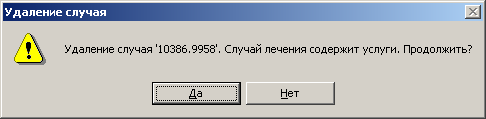 Удаление случая
Удаление случая '10386.9958'. Случай лечения содержит услуги. Продолжить?
Да
Нет